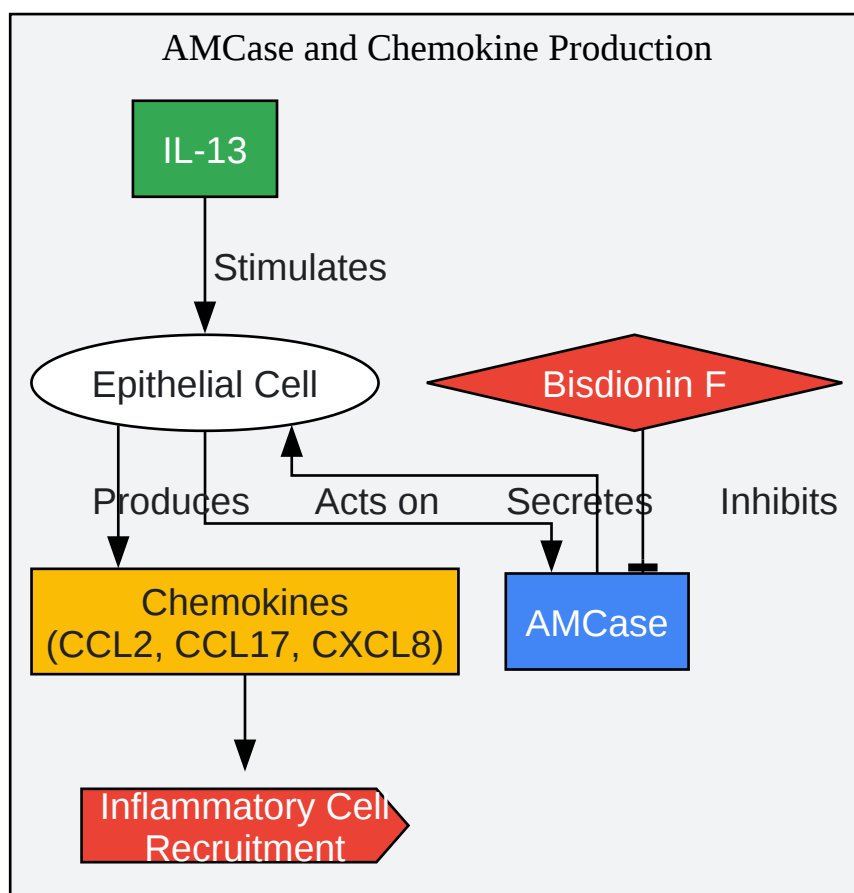 AMCase and Chemokine Production
IL-13
Stimulates
Epithelial Cell
Bisdionin F
Produces
Acts on
Secretes
Inhibits
Chemokines
(CCL2, CCL17, CXCL8)
AMCase
Inflammatory Cell
Recruitment